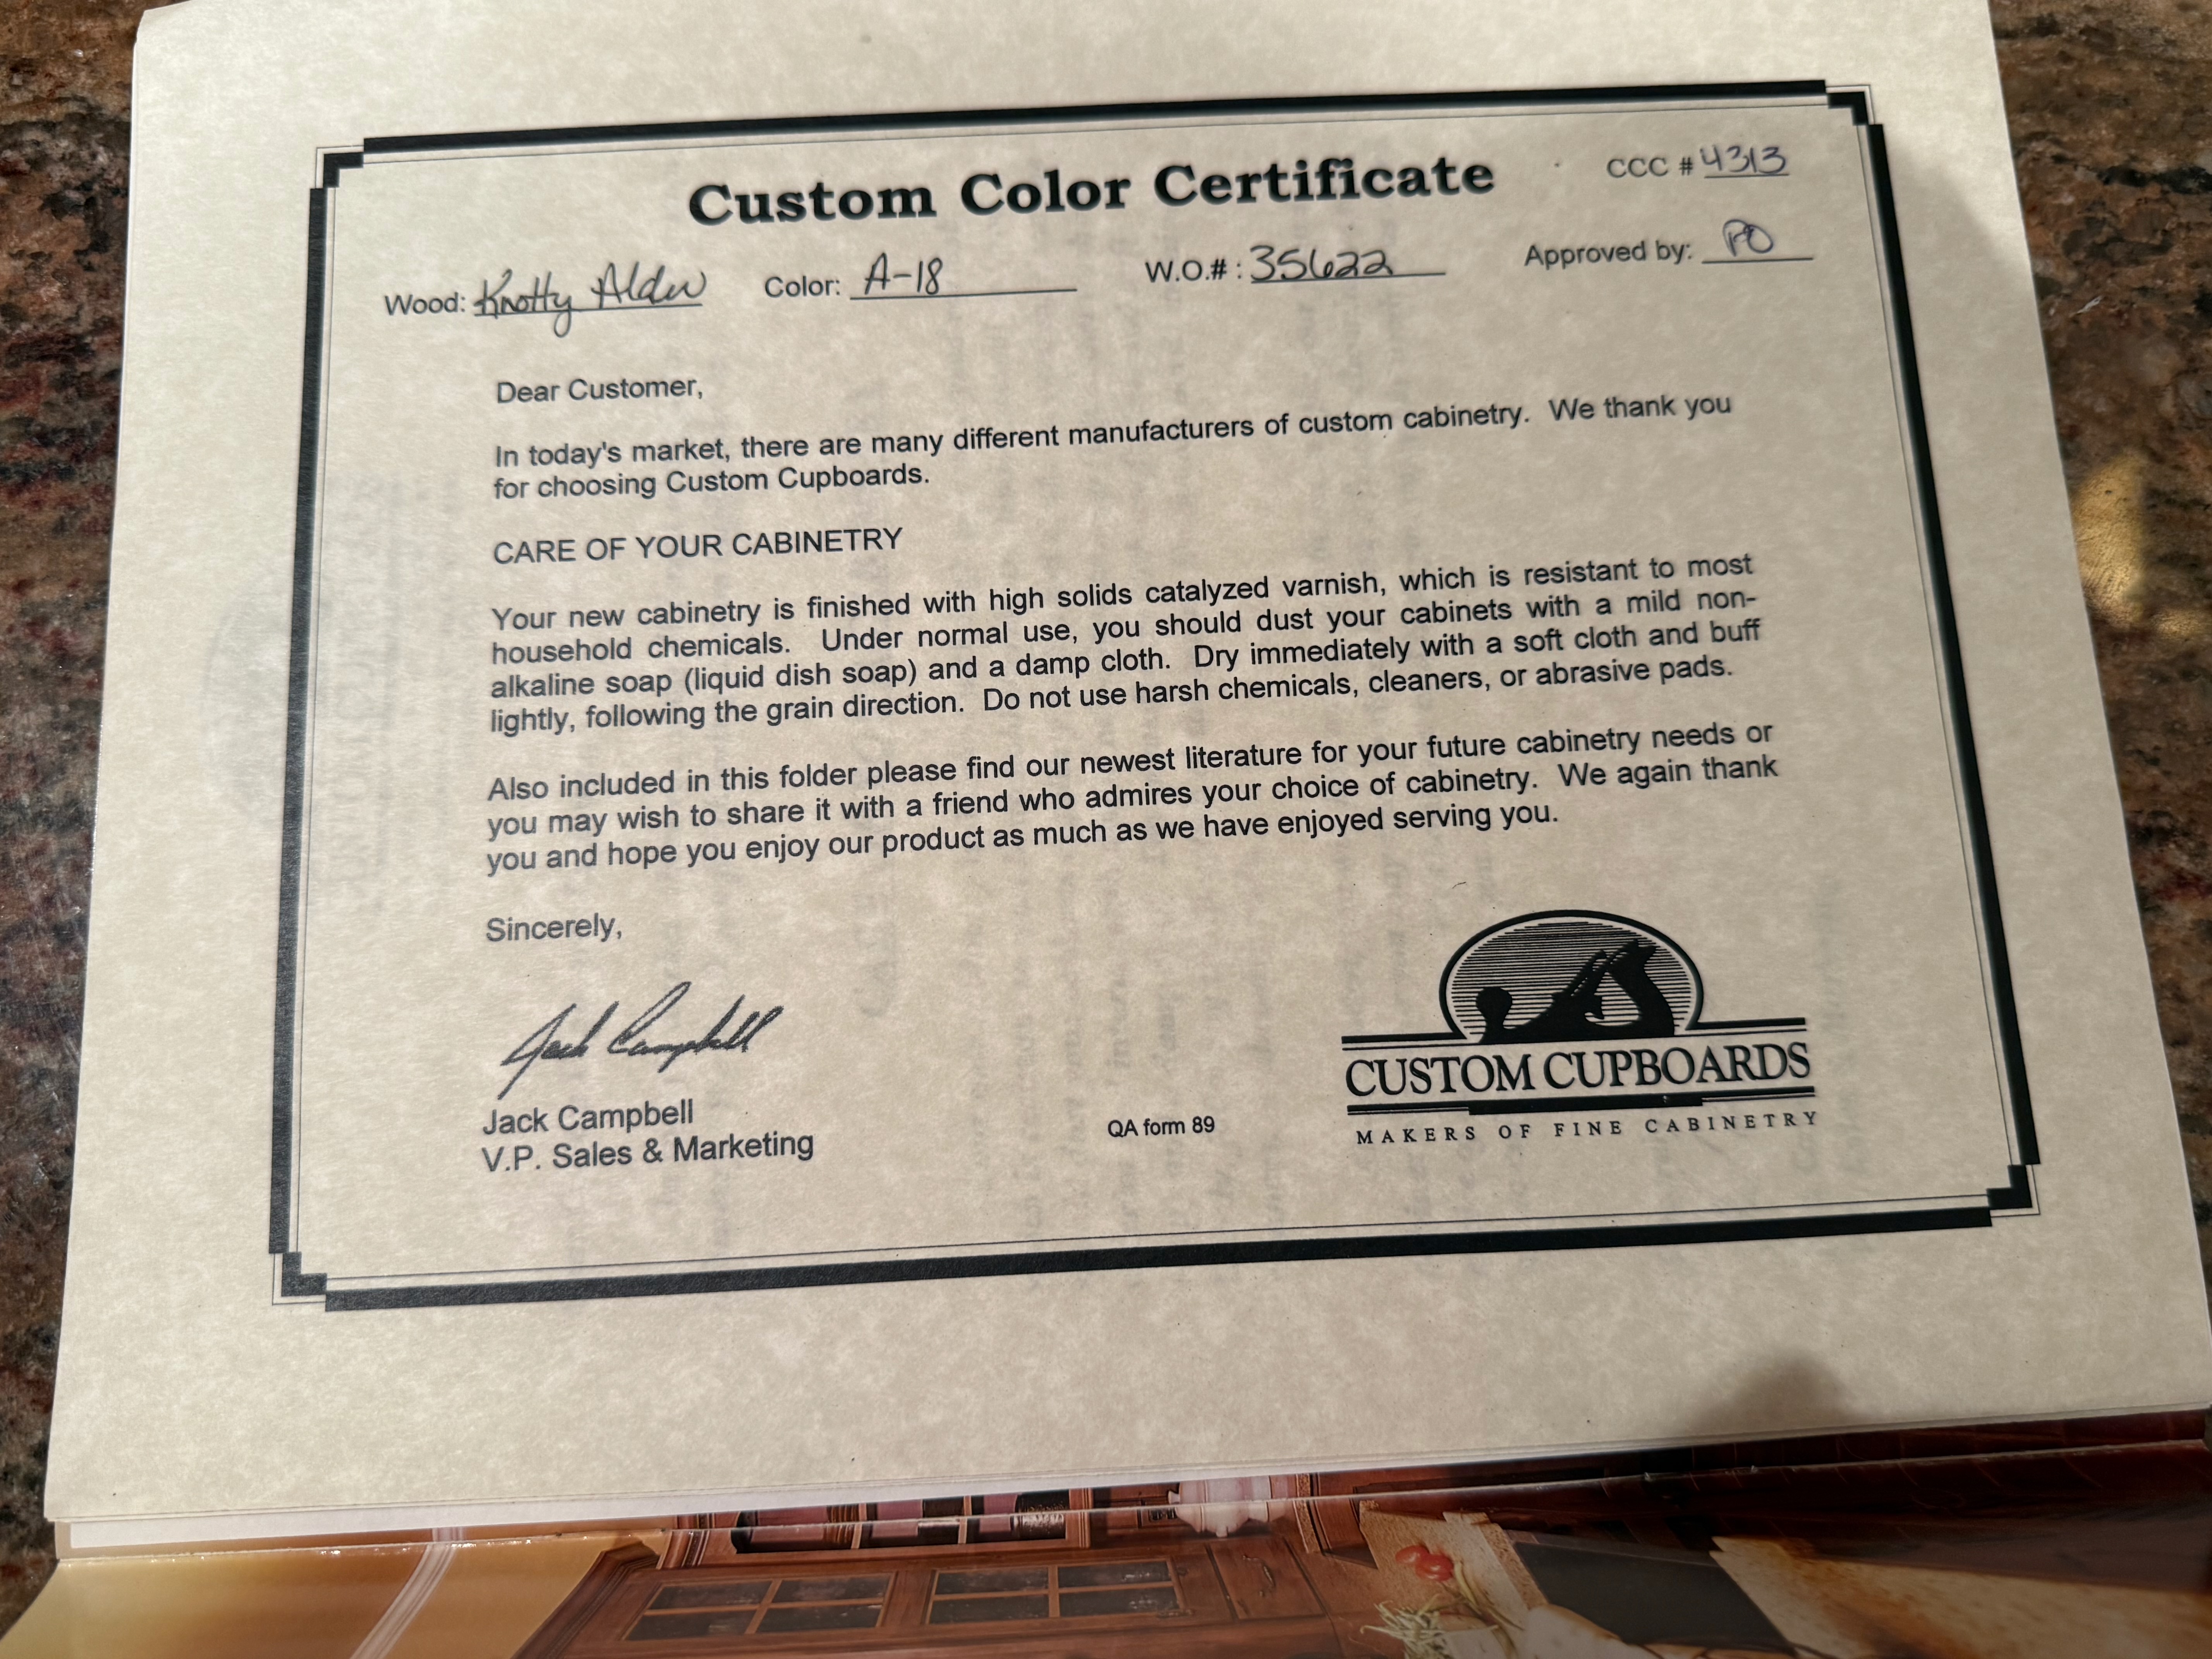 Custom Color Certificate
CCC # 4313
Wood: Knotty Alder Color: A-18 W.O.#: 35622 Approved by: PO
Dear Customer,
In today's market, there are many different manufacturers of custom cabinetry. We thank you
for choosing Custom Cupboards.
CARE OF YOUR CABINETRY
Your new cabinetry is finished with high solids catalyzed varnish, which is resistant to most
household chemicals. Under normal use, you should dust your cabinets with a mild non-
alkaline soap (liquid dish soap) and a damp cloth. Dry immediately with a soft cloth and buff
lightly, following the grain direction. Do not use harsh chemicals, cleaners, or abrasive pads.
Also included in this folder please find our newest literature for your future cabinetry needs or
you may wish to share it with a friend who admires your choice of cabinetry. We again thank
you and hope you enjoy our product as much as we have enjoyed serving you.
Sincerely,
Jack Campbell
Jack Campbell
V.P. Sales & Marketing
QA form 89
CUSTOM CUPBOARDS
MAKERS OF FINE CABINETRY